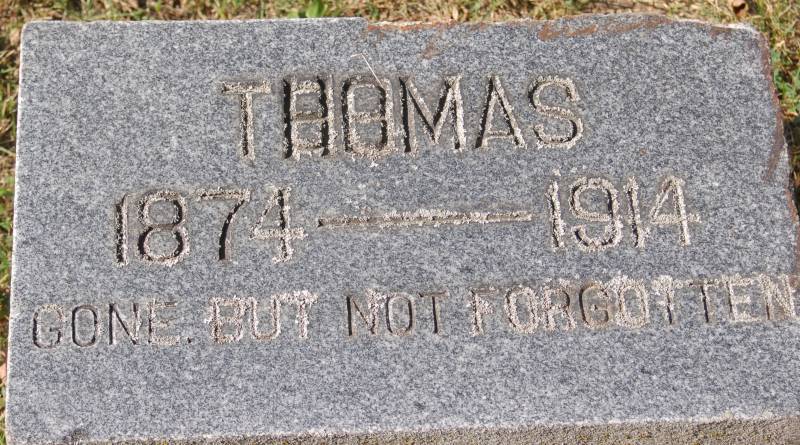 THOMAS
1874 — 1914
GONE. BUT NOT FORGOTTEN